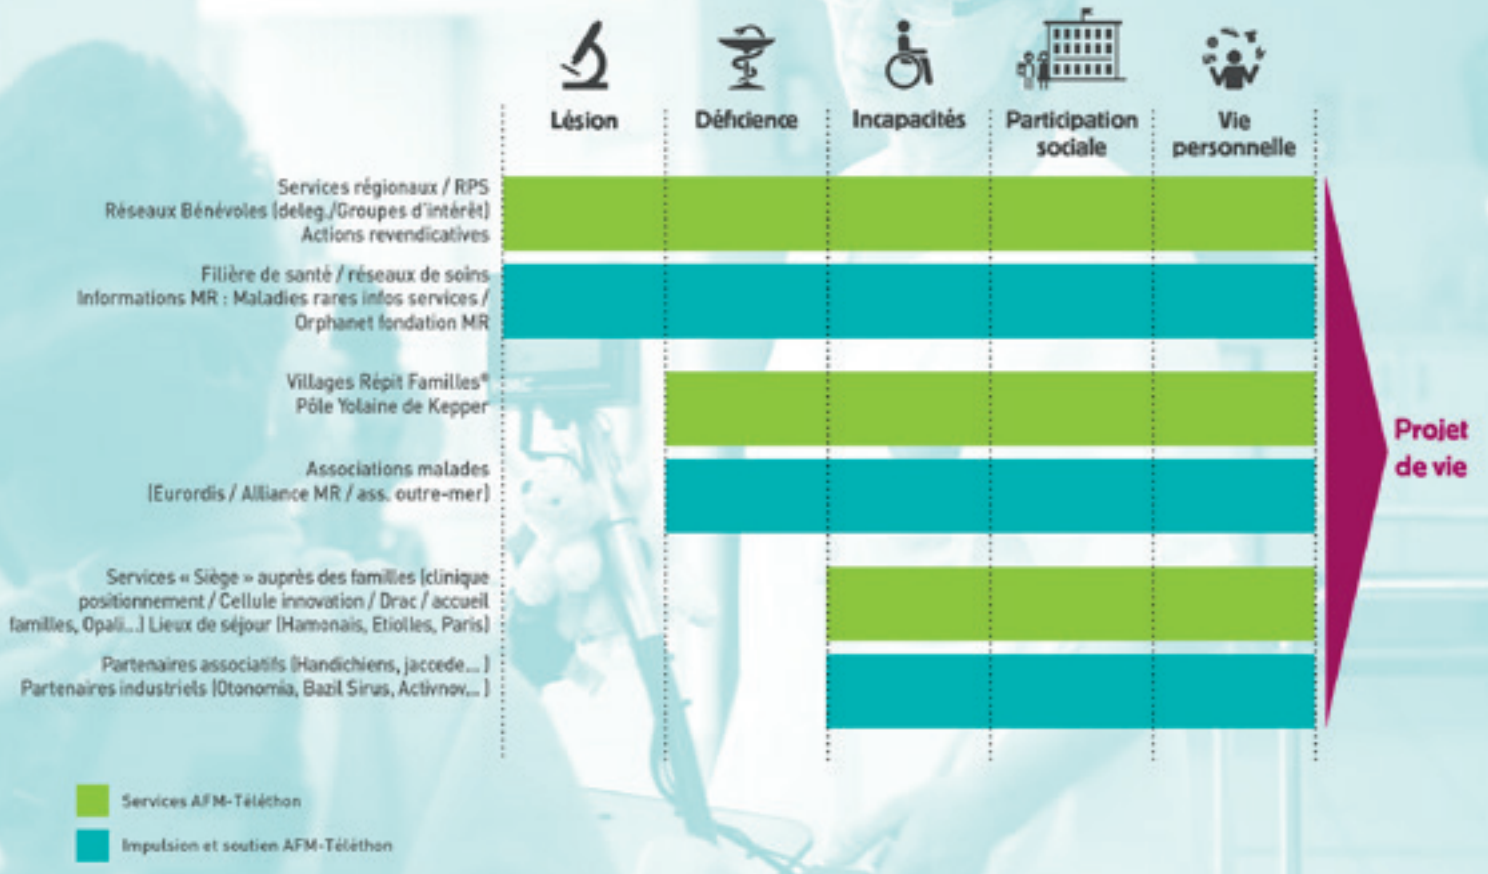 Lésion
Déficience
Incapacités
Participation
sociale
Vie
personnelle
Services régionaux / RPS
Réseaux Bénévoles (deleg./Groupes d'intérêt)
Actions revendicatives
Filière de santé / réseaux de soins
Informations MR : Maladies rares infos services /
Orphanet fondation MR
Villages Répit Familles®
Pôle Yolaine de Kepper
Associations malades
(Eurordis / Alliance MR / ass. outre-mer)
Services « Siège » auprès des familles (clinique
positionnement / Cellule innovation / Drac / accueil
familles, Opali...) Lieux de séjour (Hamonais, Etiolles, Paris)
Partenaires associatifs (Handichiens, jaccede... )
Partenaires industriels (Otonomia, Bazil Sirus, Activnov... )
Projet
de vie
Services AFM-Téléthon
Impulsion et soutien AFM-Téléthon